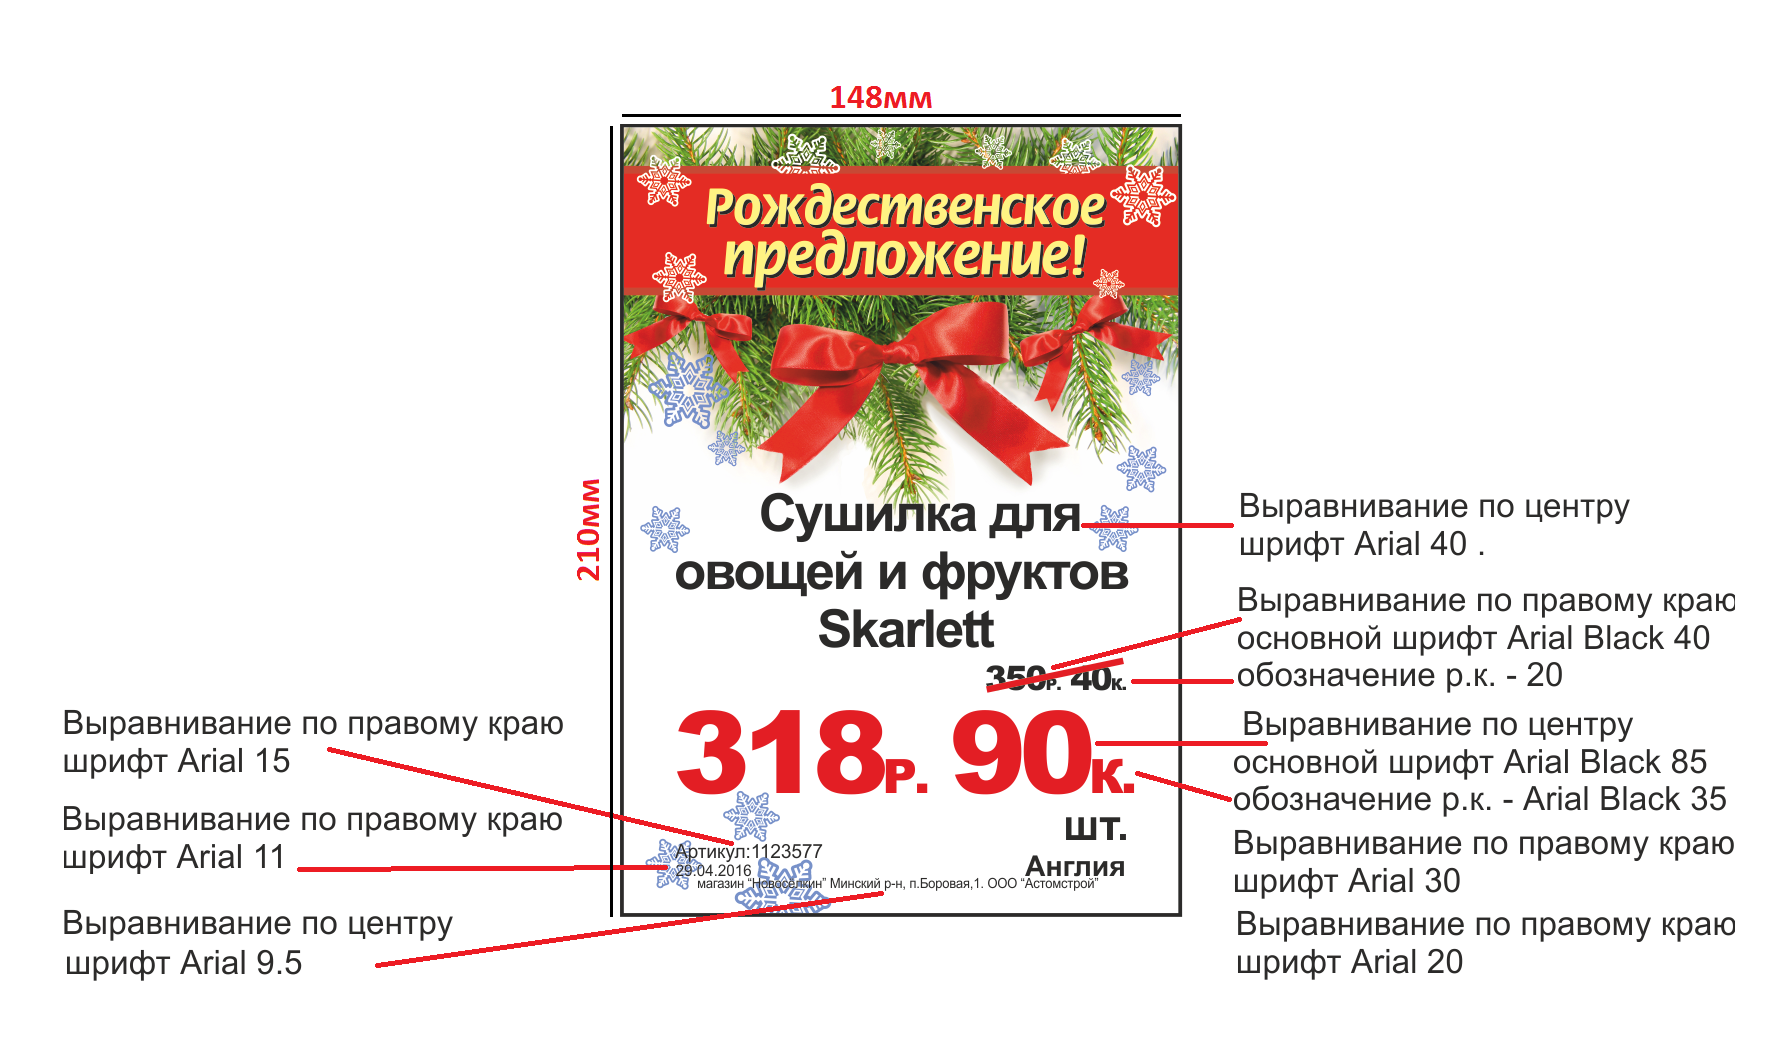 148мм
210мм
Рождественское
предложение!
Сушилка для
овощей и фруктов
Skarlett
350Р. 40К.
318Р. 90К.
шт.
Артикул:1123577
Англия
29.04.2016
магазин “Новосёлкин” Минский р-н, п.Боровая,1. ООО “Астомстрой”
Выравнивание по правому краю
шрифт Arial 15
Выравнивание по правому краю
шрифт Arial 11
Выравнивание по центру
шрифт Arial 9.5
Выравнивание по центру
шрифт Arial 40 .
Выравнивание по правому краю
основной шрифт Arial Black 40
обозначение р.к. - 20
Выравнивание по центру
основной шрифт Arial Black 85
обозначение р.к. - Arial Black 35
Выравнивание по правому краю
шрифт Arial 30
Выравнивание по правому краю
шрифт Arial 20